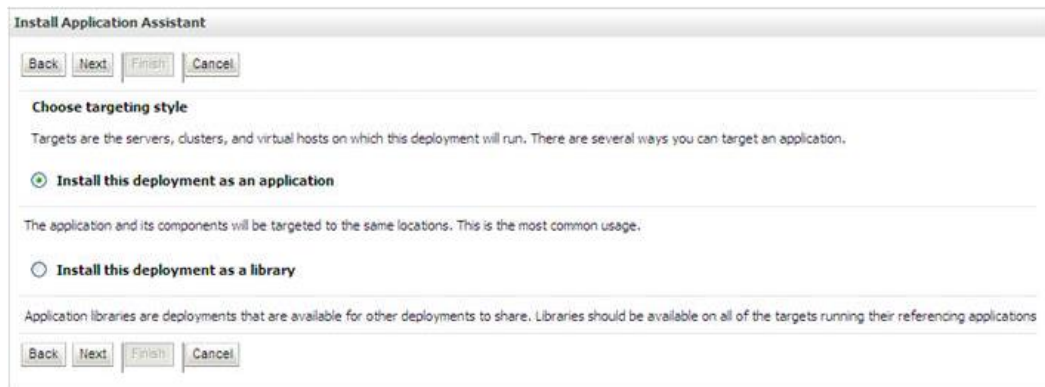 Install Application Assistant
Back Next Finish Cancel
Choose targeting style
Targets are the servers, clusters, and virtual hosts on which this deployment will run. There are several ways you can target an application.
Install this deployment as an application
The application and its components will be targeted to the same locations. This is the most common usage.
Install this deployment as a library
Application libraries are deployments that are available for other deployments to share. Libraries should be available on all of the targets running their referencing applications
Back Next Finish Cancel